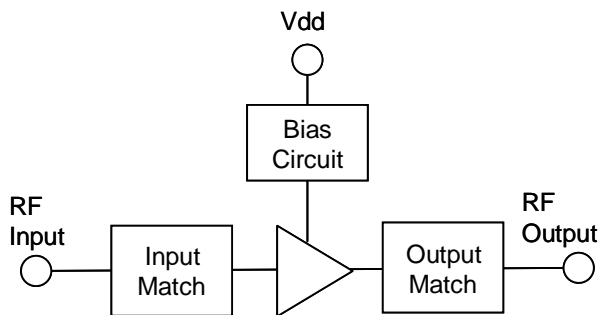 Vdd
Bias
Circuit
RF
Input
Input
Match
Output
Match
RF
Output